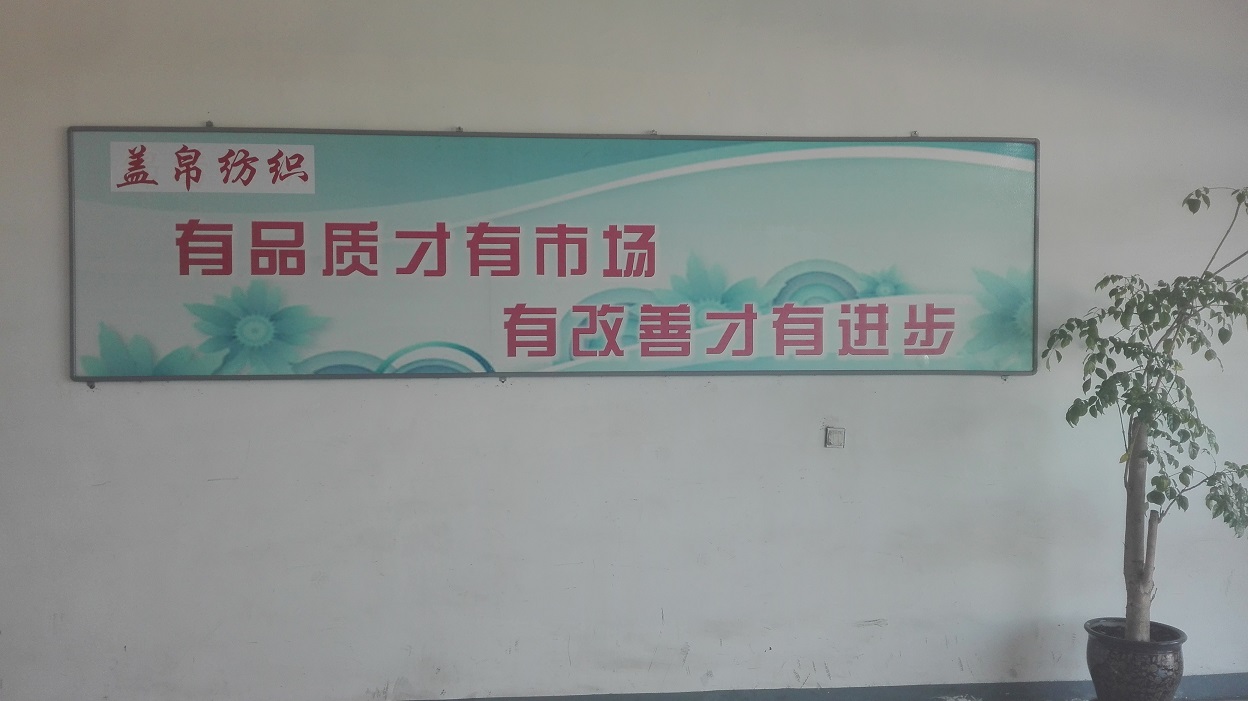 盖帛纺织
有品质才有市场
有改善才有进步